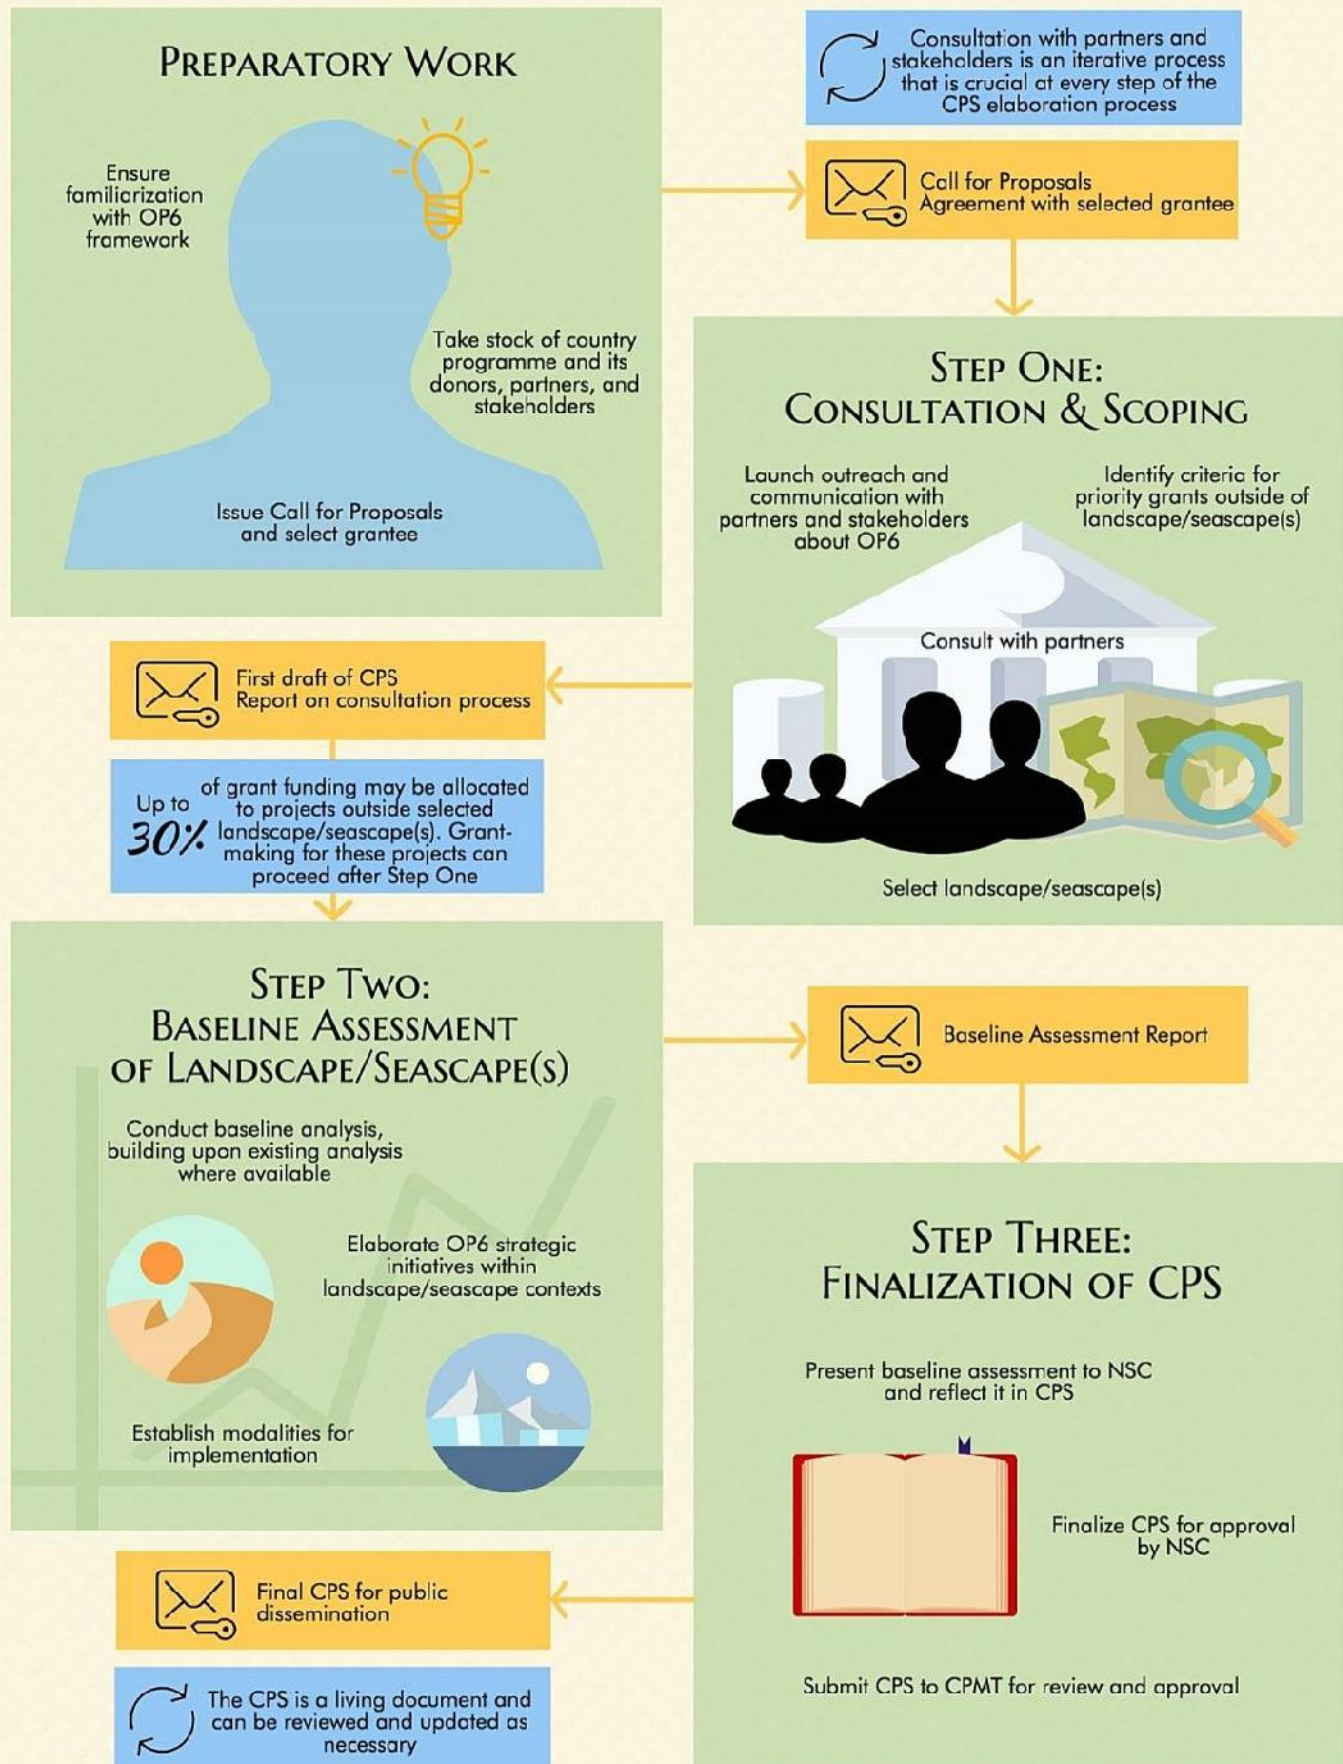 PREPARATORY WORK
Ensure
familiarization
with OP6
framework
Take stock of country
programme and its
donors, partners, and
stakeholders
Issue Call for Proposals
and select grantee
Consultation with partners and
stakeholders is an iterative process
that is crucial at every step of the
CPS elaboration process
Call for Proposals
Agreement with selected grantee
STEP ONE:
CONSULTATION & SCOPING
Launch outreach and
communication with
partners and stakeholders
about OP6
Identify criteria for
priority grants outside of
landscape/seascape(s)
Consult with partners
Select landscape/seascape(s)
First draft of CPS
Report on consultation process
Up to
30%
of grant funding may be allocated
to projects outside selected
landscape/seascape(s). Grant-
making for these projects can
proceed after Step One
STEP TWO:
BASELINE ASSESSMENT
OF LANDSCAPE/SEASCAPE(S)
Conduct baseline analysis,
building upon existing analysis
where available
Elaborate OP6 strategic
initiatives within
landscape/seascape contexts
Establish modalities for
implementation
Baseline Assessment Report
STEP THREE:
FINALIZATION OF CPS
Present baseline assessment to NSC
and reflect it in CPS
Finalize CPS for approval
by NSC
Submit CPS to CPMT for review and approval
Final CPS for public
dissemination
The CPS is a living document and
can be reviewed and updated as
necessary